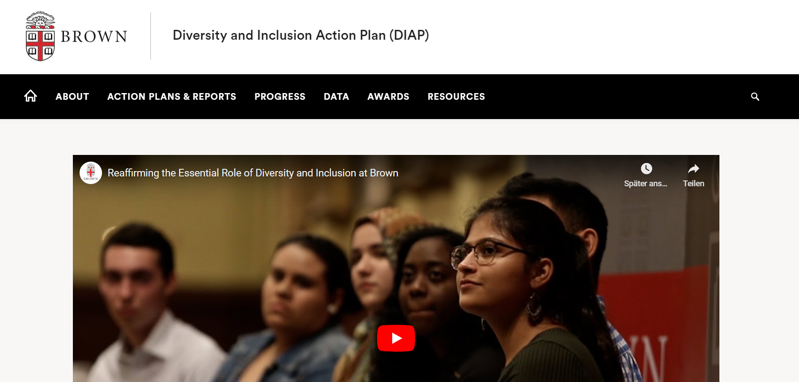 BROWN
Diversity and Inclusion Action Plan (DIAP)
ABOUT ACTION PLANS & REPORTS PROGRESS DATA AWARDS RESOURCES
Reaffirming the Essential Role of Diversity and Inclusion at Brown
Später ans... Teilen